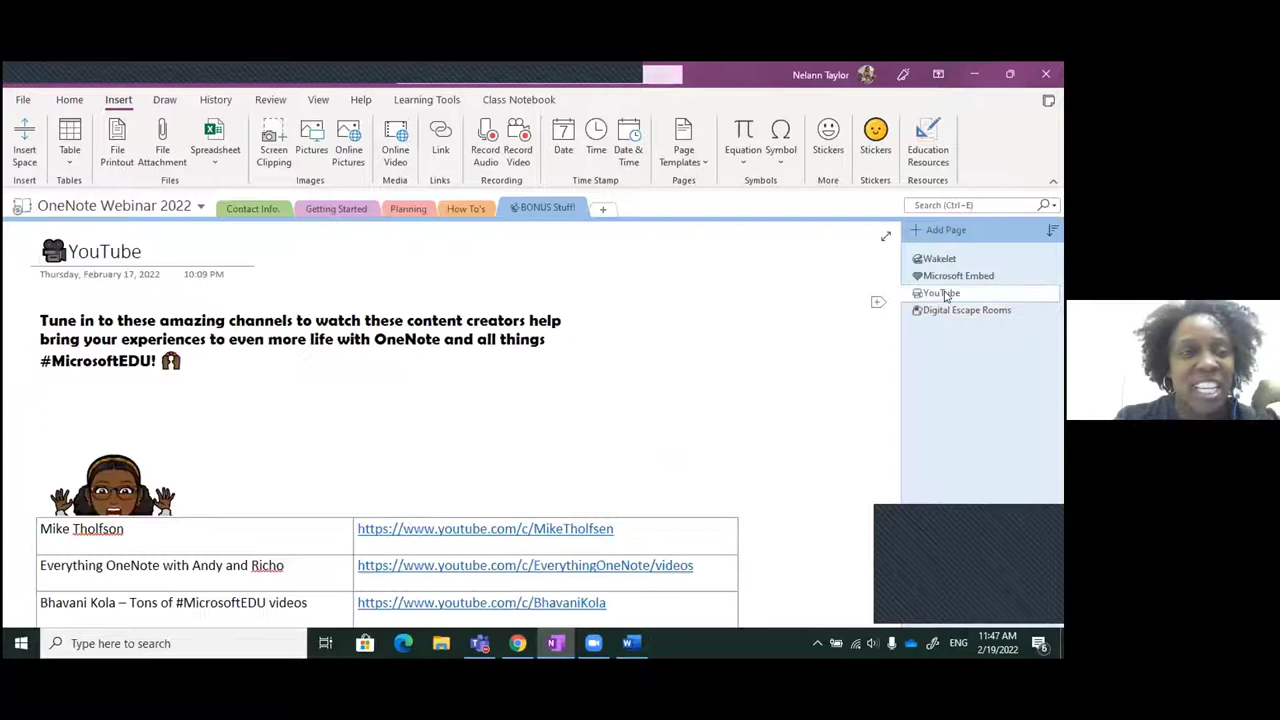 Nelann Taylor
File Home Insert Draw History Review View Help Learning Tools Class Notebook
Insert Space
Table
File Printout
File Attachment
Spreadsheet
Screen Clipping
Pictures
Online Pictures
Online Video
Link
Record Audio
Record Video
Date
Time
Date & Time
Page Templates
Equation
Symbol
Stickers
Stickers
Education Resources
Insert Tables Files Images Media Links Recording Time Stamp Pages Symbols More Stickers Resources
OneNote Webinar 2022 Contact Info. Getting Started Planning How To's BONUS Stuff! Search (Ctrl+E)
Add Page
Wakelet
Microsoft Embed
YouTube
Digital Escape Rooms
YouTube
Thursday, February 17, 2022 10:09 PM
Tune in to these amazing channels to watch these content creators help
bring your experiences to even more life with OneNote and all things
#MicrosoftEDU!
Mike Tholfson https://www.youtube.com/c/MikeTholfsen
Everything OneNote with Andy and Richo https://www.youtube.com/c/EverythingOneNote/videos
Bhavani Kola – Tons of #MicrosoftEDU videos https://www.youtube.com/c/BhavaniKola
Type here to search
ENG
11:47 AM
2/19/2022
6